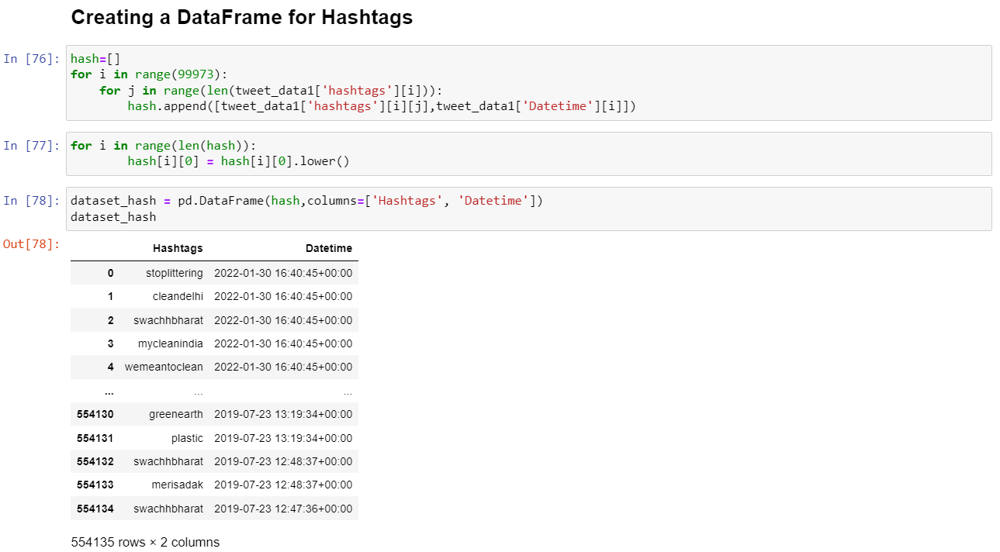 Creating a DataFrame for Hashtags
In [76]: hash=[]
for i in range(99973):
    for j in range(len(tweet_data1['hashtags'][i])):
        hash.append([tweet_data1['hashtags'][i][j],tweet_data1['Datetime'][i]])
In [77]: for i in range(len(hash)):
        hash[i][0] = hash[i][0].lower()
In [78]: dataset_hash = pd.DataFrame(hash,columns=['Hashtags', 'Datetime'])
dataset_hash
Out[78]:
Hashtags Datetime
0 stoplittering 2022-01-30 16:40:45+00:00
1 cleandelhi 2022-01-30 16:40:45+00:00
2 swachhbharat 2022-01-30 16:40:45+00:00
3 mycleanindia 2022-01-30 16:40:45+00:00
4 wemeantoclean 2022-01-30 16:40:45+00:00
... ... ...
554130 greenearth 2019-07-23 13:19:34+00:00
554131 plastic 2019-07-23 13:19:34+00:00
554132 swachhbharat 2019-07-23 12:48:37+00:00
554133 merisadak 2019-07-23 12:48:37+00:00
554134 swachhbharat 2019-07-23 12:47:36+00:00
554135 rows × 2 columns